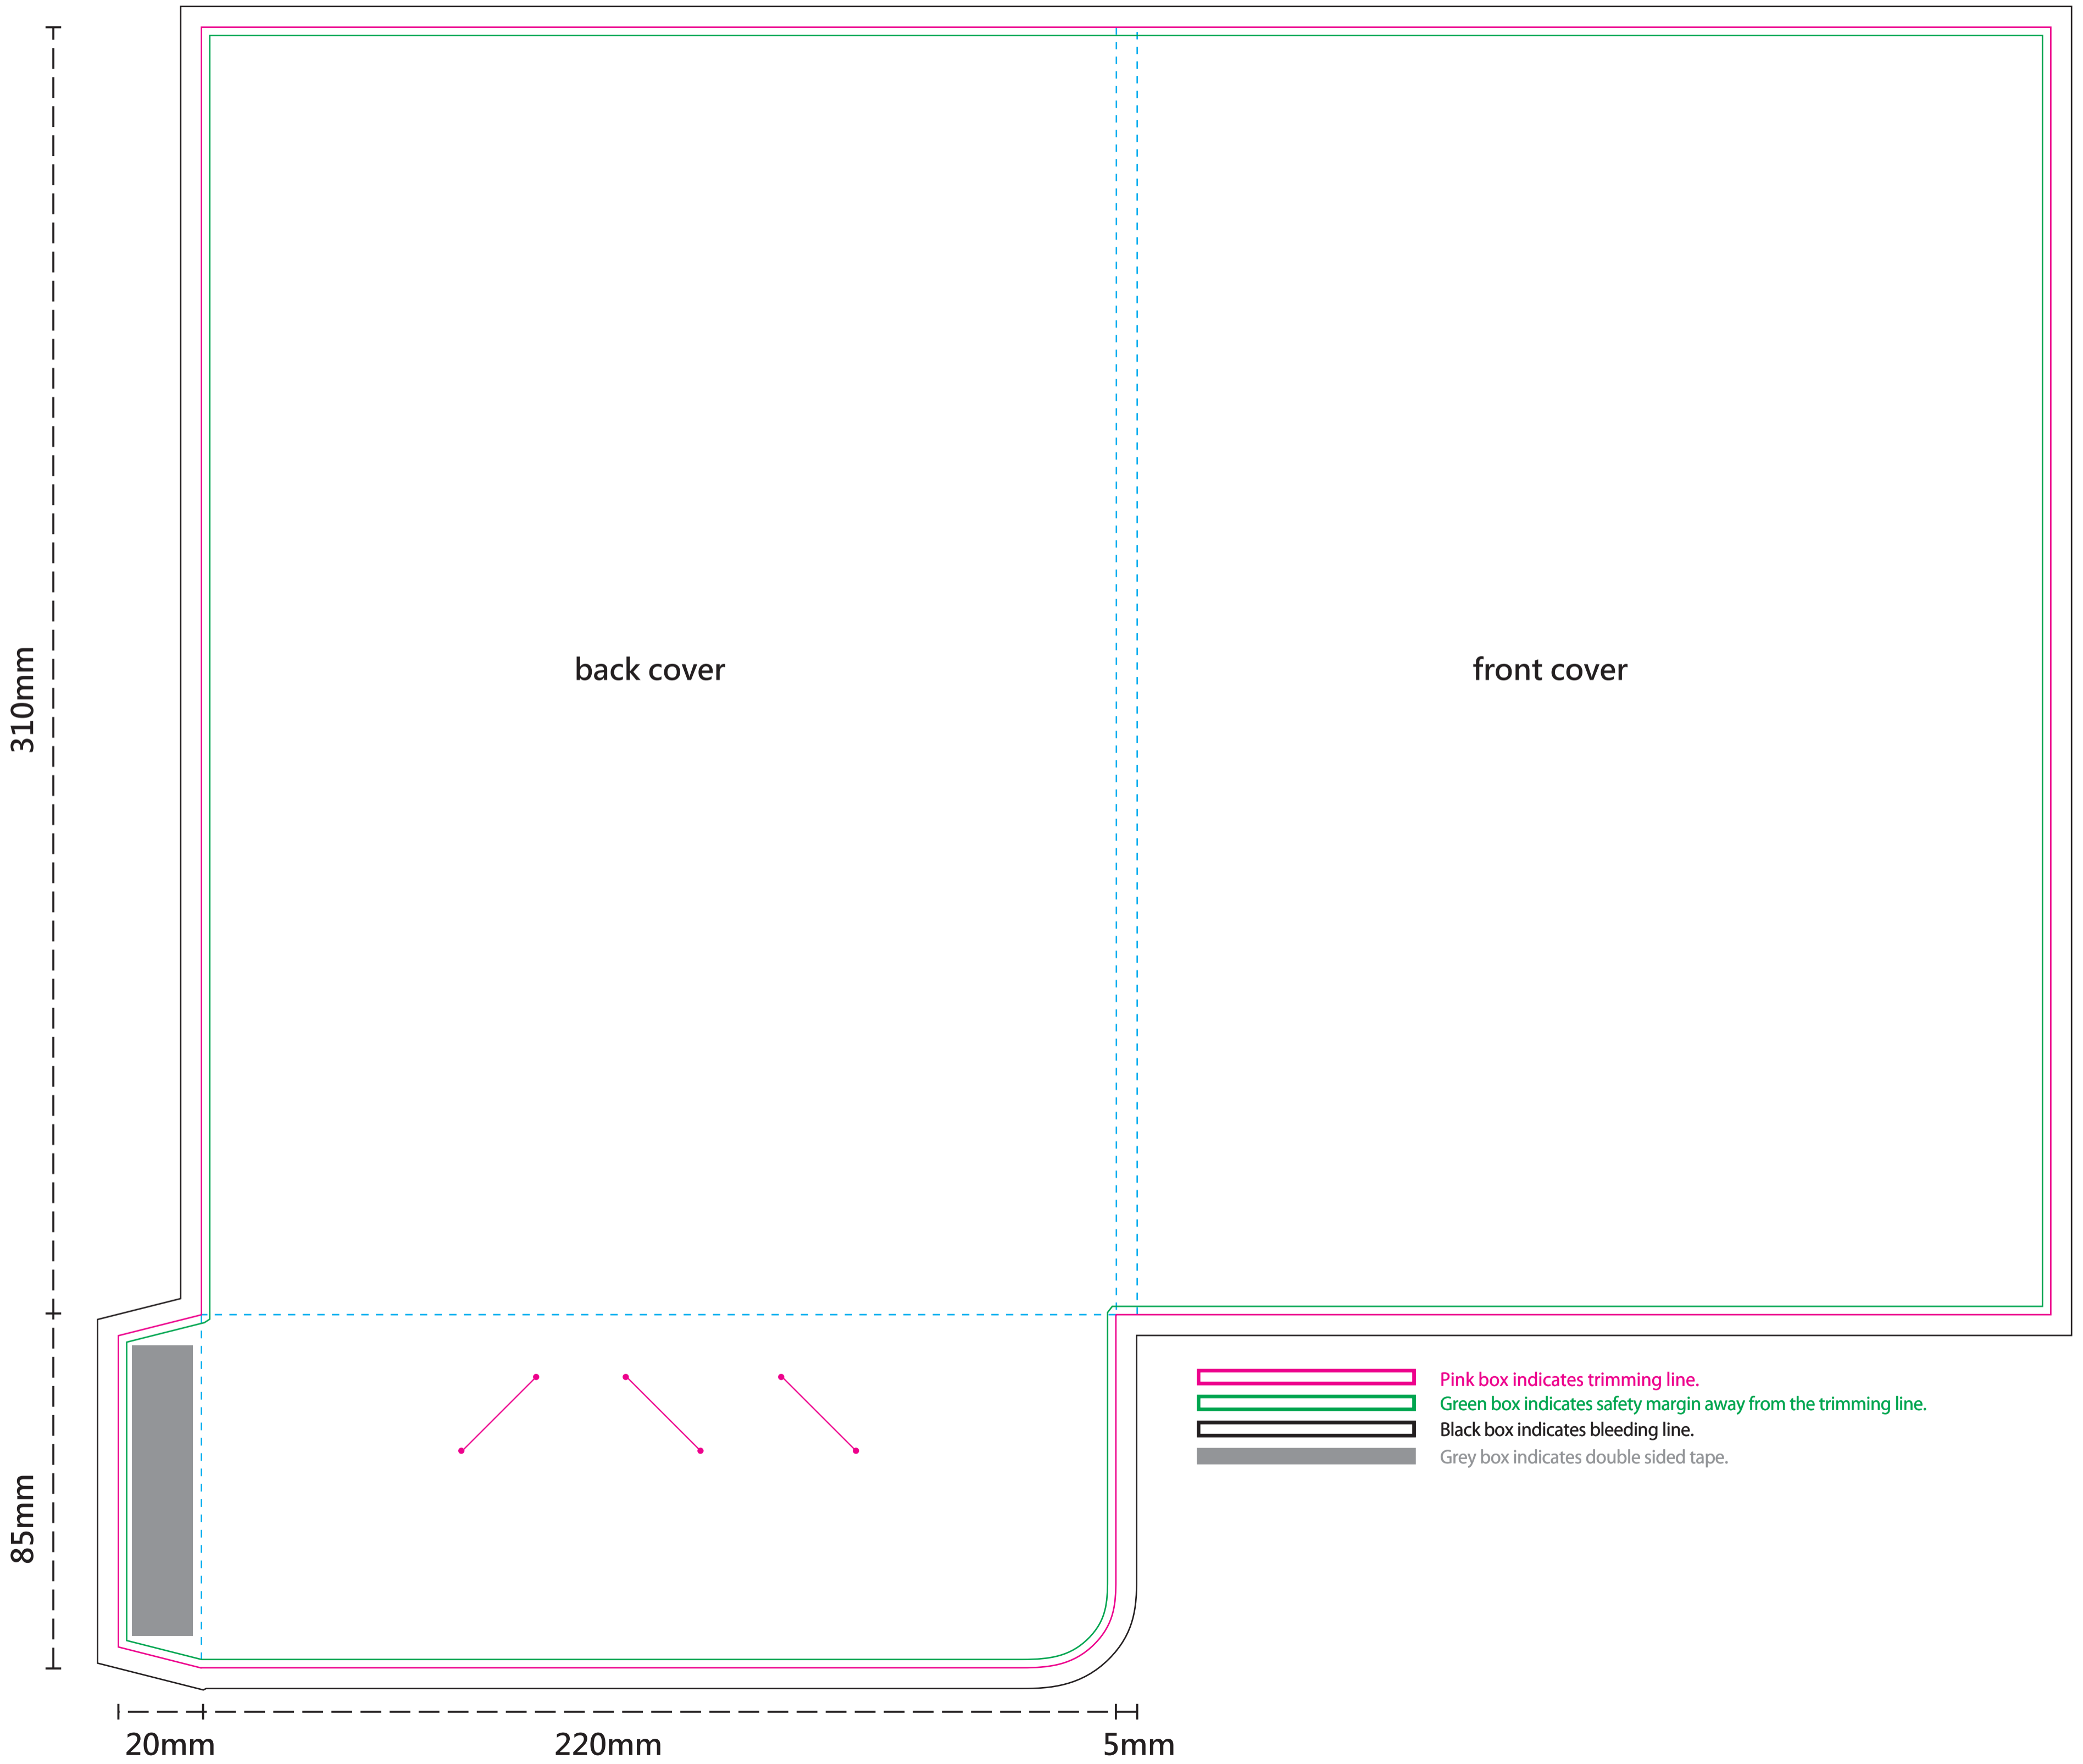 310mm
back cover
front cover
Pink box indicates trimming line.
Green box indicates safety margin away from the trimming line.
Black box indicates bleeding line.
Grey box indicates double sided tape.
85mm
20mm
220mm
5mm